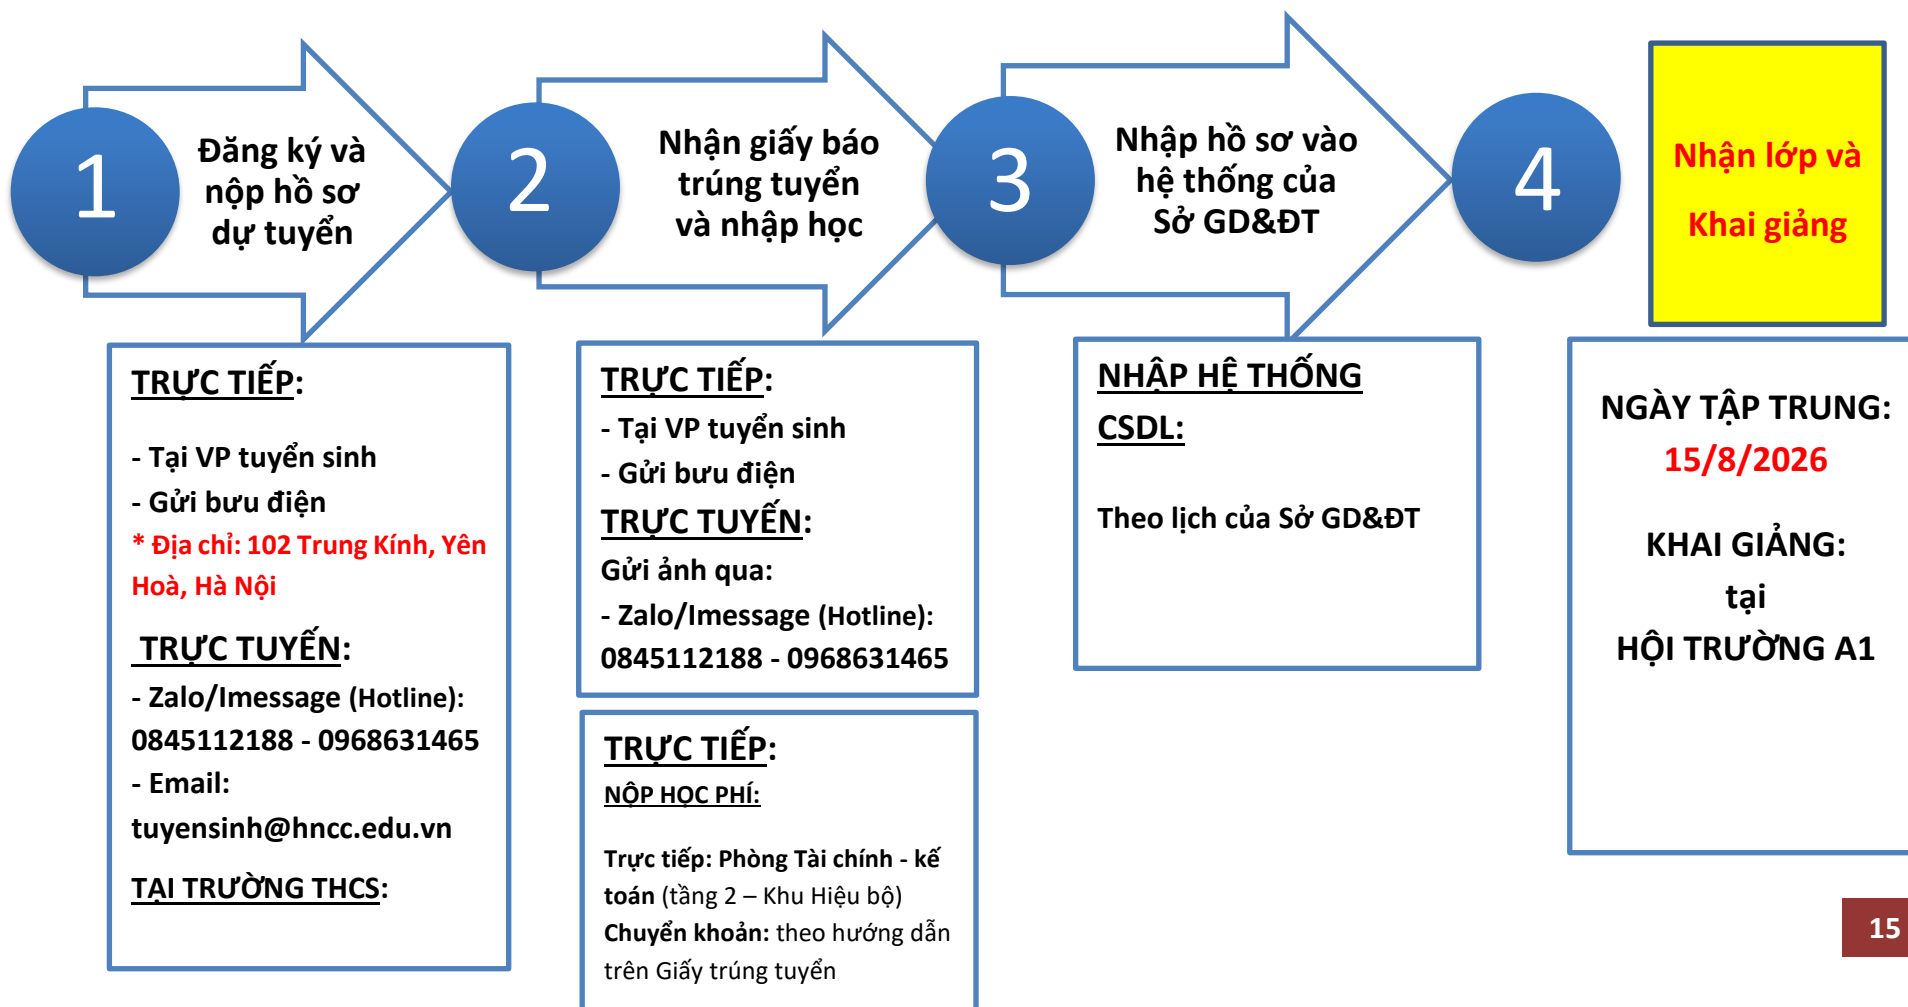 1
Đăng ký và
nộp hồ sơ
dự tuyển
2
Nhận giấy báo
trúng tuyển
và nhập học
3
Nhập hồ sơ vào
hệ thống của
Sở GD&ĐT
4
Nhận lớp và
Khai giảng
TRỰC TIẾP:
- Tại VP tuyển sinh
- Gửi bưu điện
* Địa chỉ: 102 Trung Kính, Yên
Hoà, Hà Nội
TRỰC TUYẾN:
- Zalo/Imessage (Hotline):
0845112188 - 0968631465
- Email:
tuyensinh@hncc.edu.vn
TẠI TRƯỜNG THCS:
TRỰC TIẾP:
- Tại VP tuyển sinh
- Gửi bưu điện
TRỰC TUYẾN:
Gửi ảnh qua:
- Zalo/Imessage (Hotline):
0845112188 - 0968631465
TRỰC TIẾP:
NỘP HỌC PHÍ:
Trực tiếp: Phòng Tài chính - kế
toán (tầng 2 – Khu Hiệu bộ)
Chuyển khoản: theo hướng dẫn
trên Giấy trúng tuyển
NHẬP HỆ THỐNG
CSDL:
Theo lịch của Sở GD&ĐT
NGÀY TẬP TRUNG:
15/8/2026
KHAI GIẢNG:
tại
HỘI TRƯỜNG A1
15